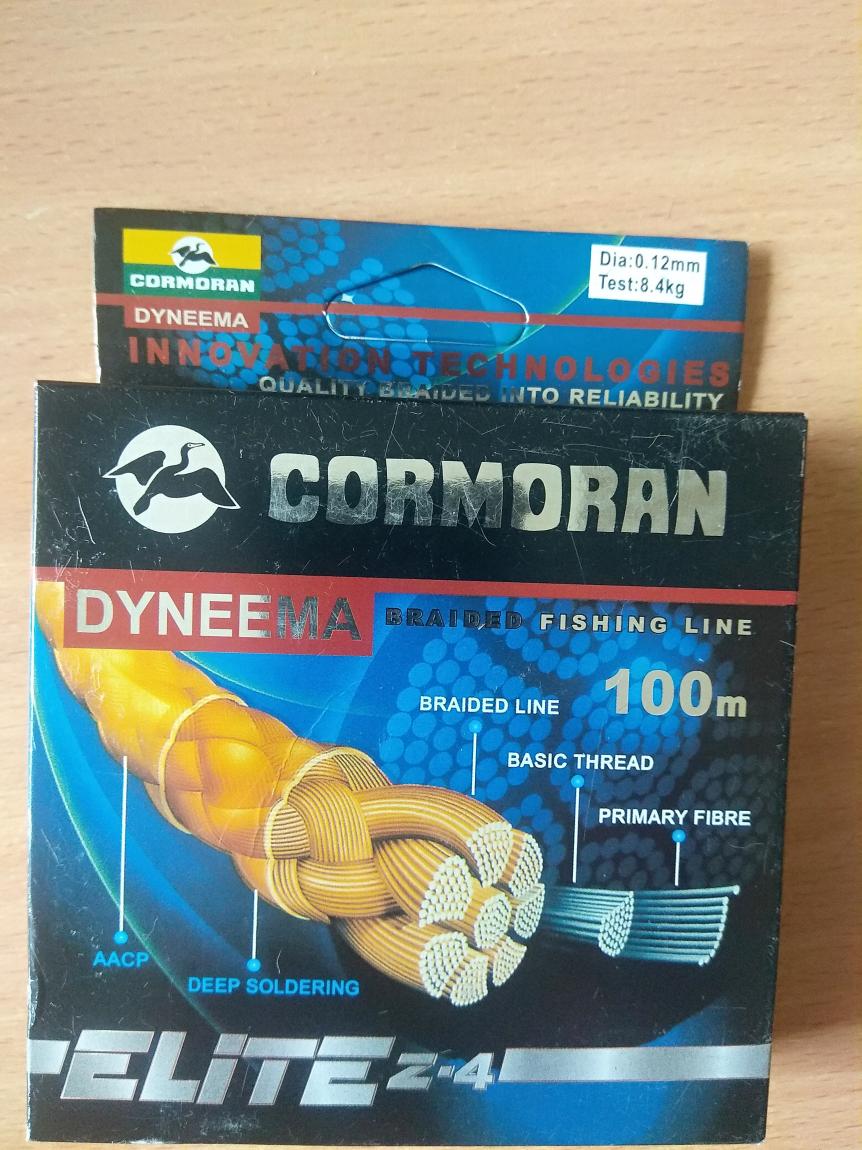 CORMORAN
Dia:0.12mm
Test:8.4kg
DYNEEMA
INNOVATION TECHNOLOGIES
QUALITY BRAIDED INTO RELIABILITY
CORMORAN
DYNEEMA BRAIDED FISHING LINE
100m
BRAIDED LINE
BASIC THREAD
PRIMARY FIBRE
AACP
DEEP SOLDERING
ELiTE Z-4